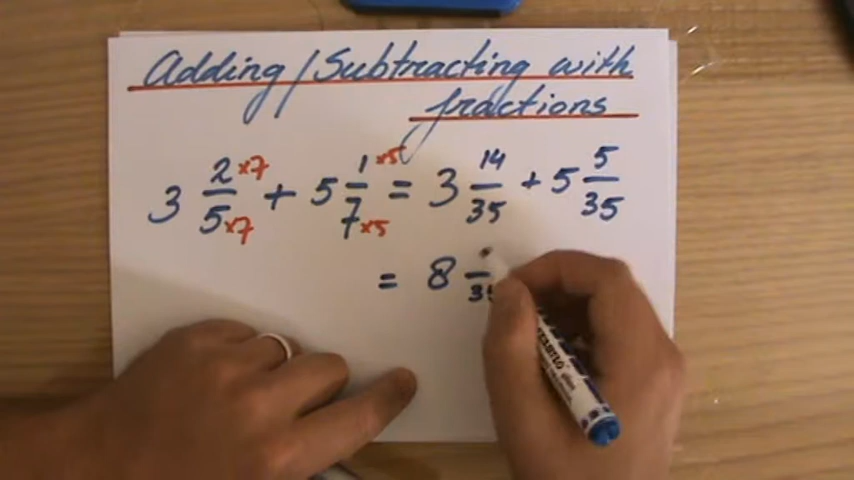 Adding/Subtracting with
fractions
3 2/5 ×7 ×7 + 5 1/7 ×5 ×5 = 3 14/35 + 5 5/35
= 8 /35